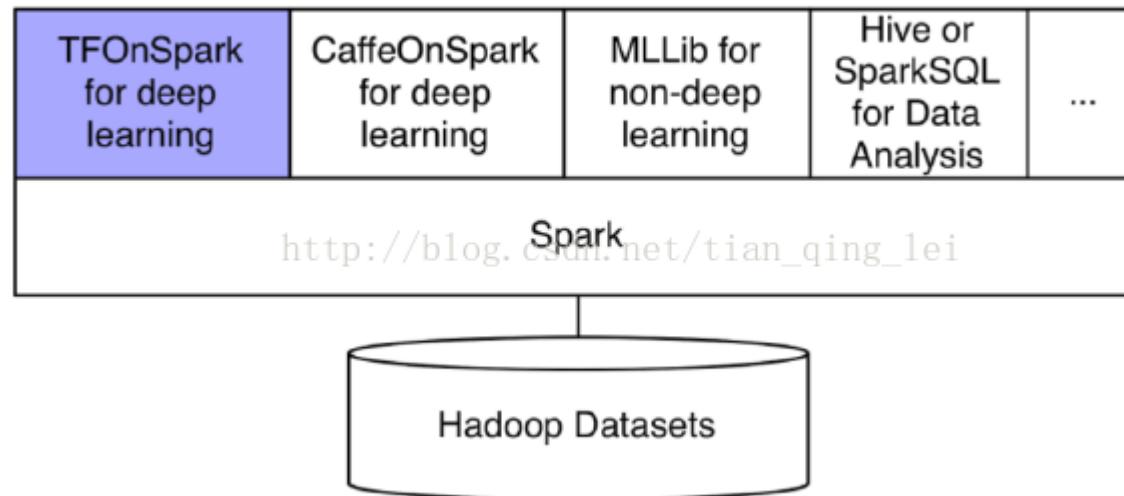 TFOnSpark
for deep
learning
CaffeOnSpark
for deep
learning
MLLib for
non-deep
learning
Hive or
SparkSQL
for Data
Analysis
...
Spark
http://blog.csdn.net/tian_qing_lei
Hadoop Datasets